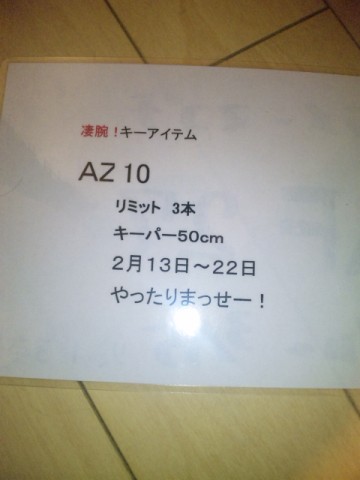 凄腕！キーアイテム
AZ 10
リミット 3本
キーパー50cm
2月13日～22日
やったりまっせー！